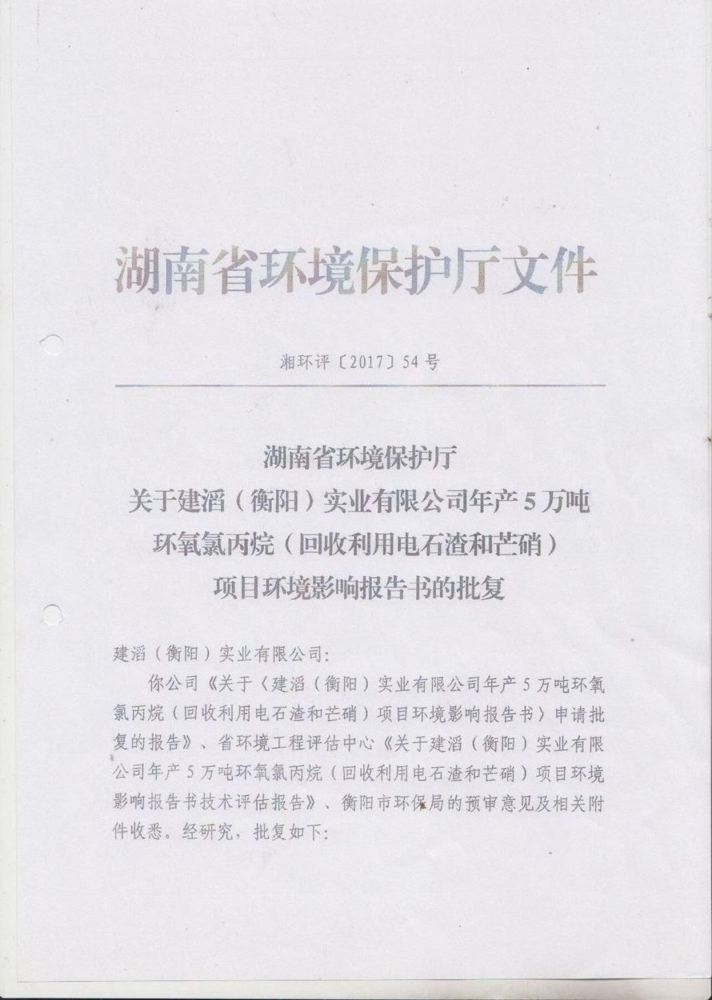 湖南省环境保护厅文件
湘环评〔2017〕54号
湖南省环境保护厅
关于建滔（衡阳）实业有限公司年产5万吨
环氧氯丙烷（回收利用电石渣和芒硝）
项目环境影响报告书的批复
建滔（衡阳）实业有限公司：
你公司《关于〈建滔（衡阳）实业有限公司年产5万吨环氧
氯丙烷（回收利用电石渣和芒硝）项目环境影响报告书〉申请批
复的报告》、省环境工程评估中心《关于建滔（衡阳）实业有限
公司年产5万吨环氧氯丙烷（回收利用电石渣和芒硝）项目环境
影响报告书技术评估报告》、衡阳市环保局的预审意见及相关附
件收悉。经研究，批复如下：